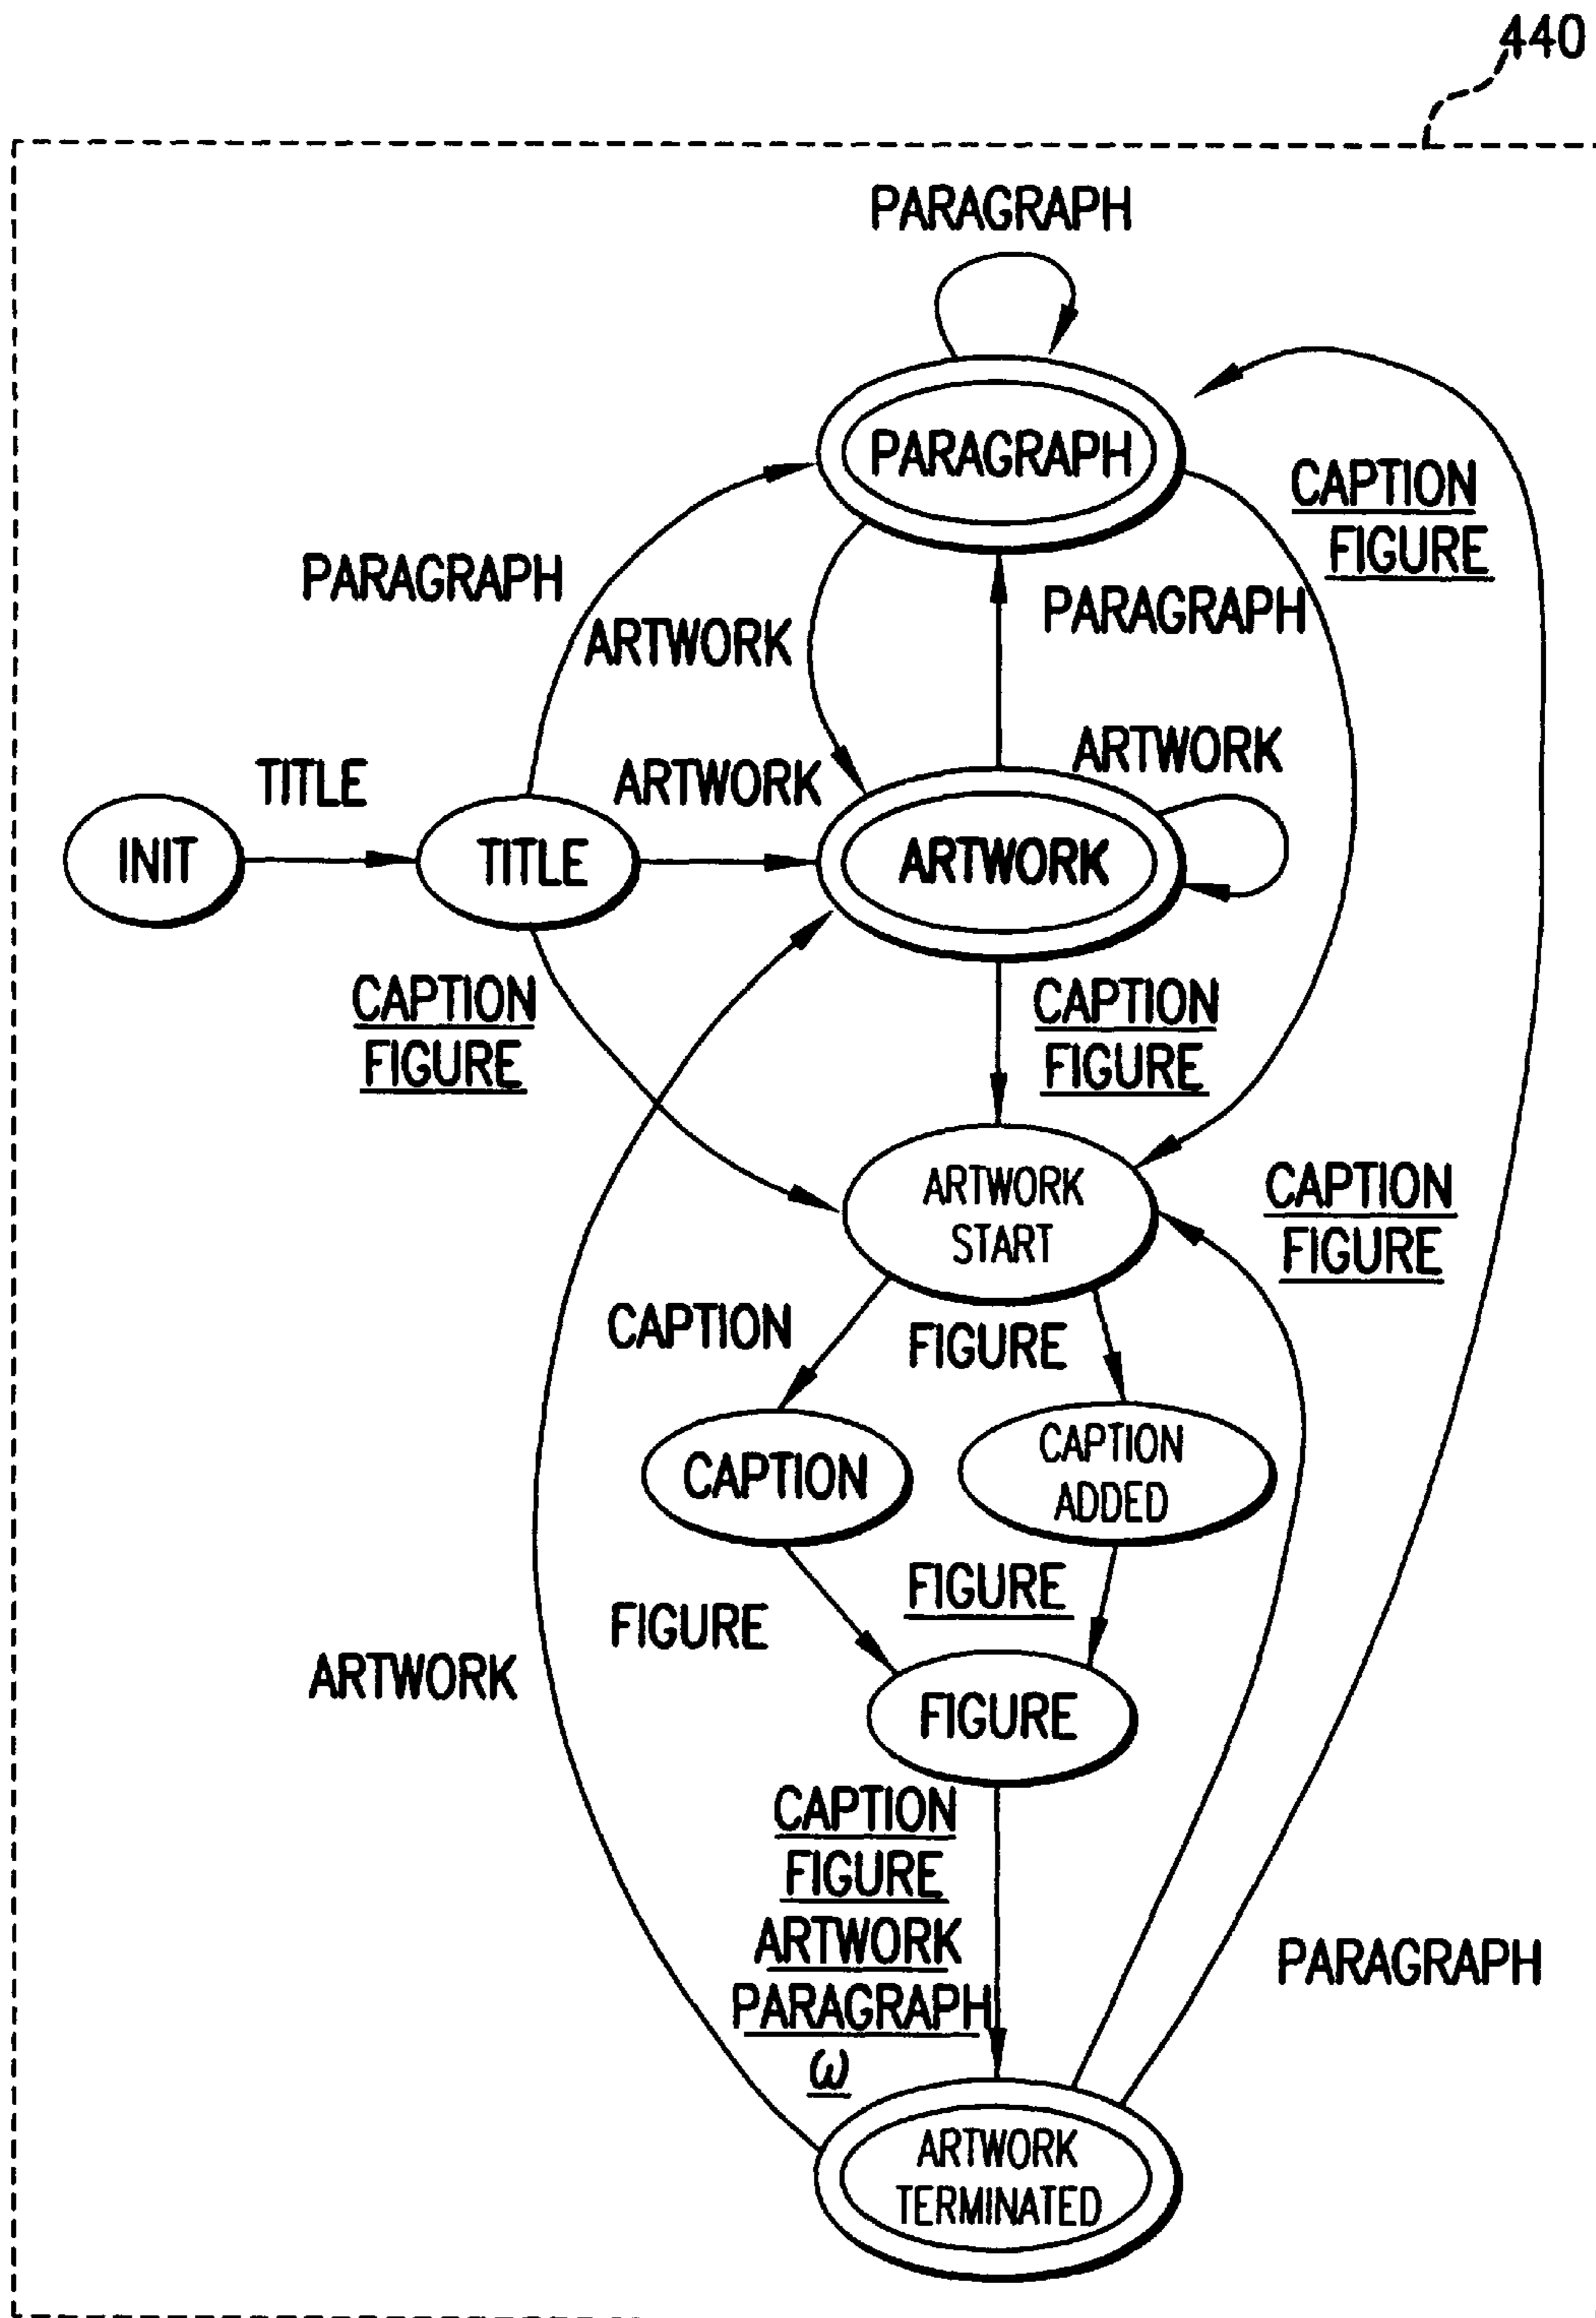 440
PARAGRAPH
PARAGRAPH
CAPTION
FIGURE
PARAGRAPH
ARTWORK
PARAGRAPH
TITLE
ARTWORK
ARTWORK
INIT
TITLE
ARTWORK
CAPTION
FIGURE
CAPTION
FIGURE
ARTWORK
START
CAPTION
FIGURE
CAPTION
FIGURE
CAPTION
CAPTION
ADDED
FIGURE
FIGURE
ARTWORK
FIGURE
CAPTION
FIGURE
ARTWORK
PARAGRAPH
ω
PARAGRAPH
ARTWORK
TERMINATED